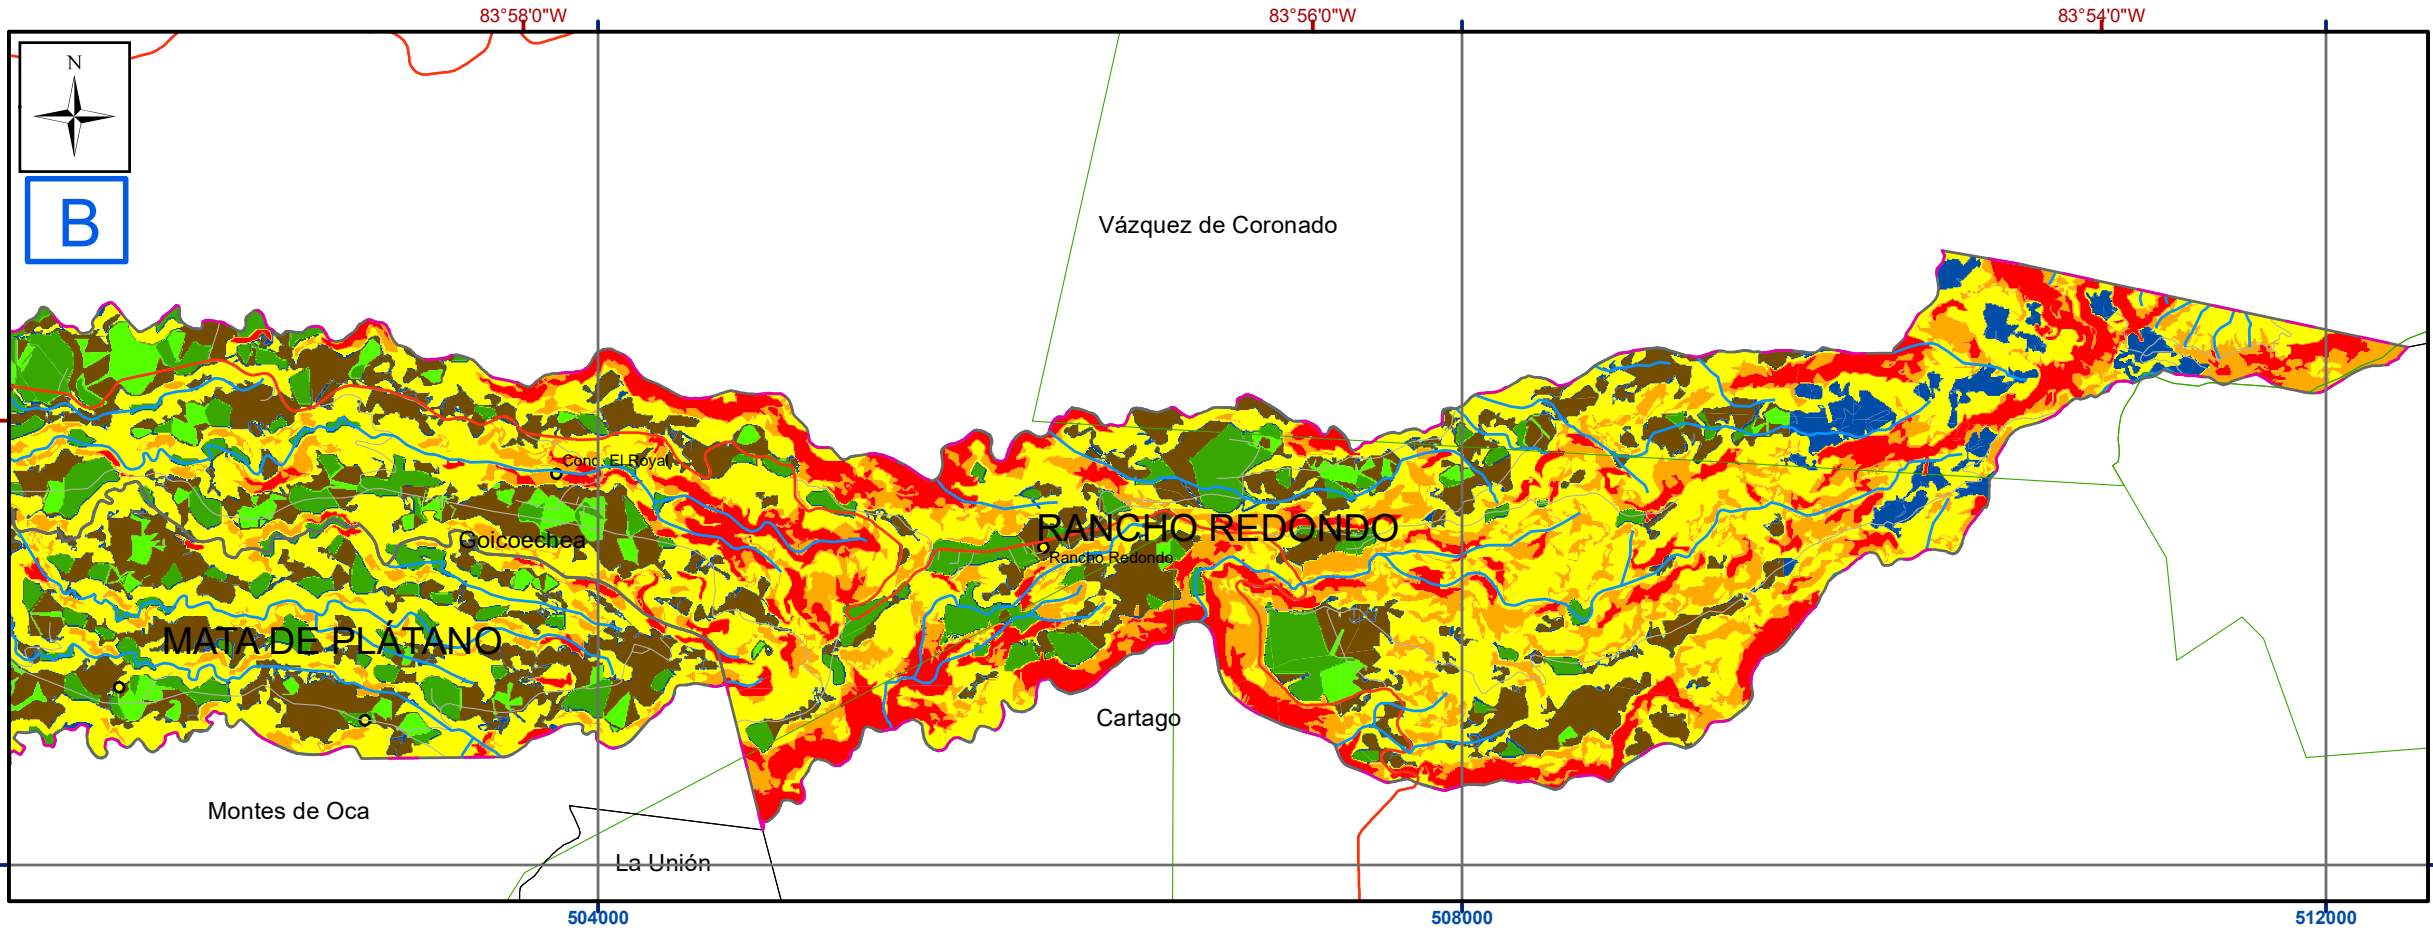 83°58'0"W 83°56'0"W 83°54'0"W
N
B
Vázquez de Coronado
Cond. El Royal
RANCHO REDONDO
Goicoechea
Rancho Redondo
MATA DE PLÁTANO
Cartago
Montes de Oca
La Unión
504000 508000 512000